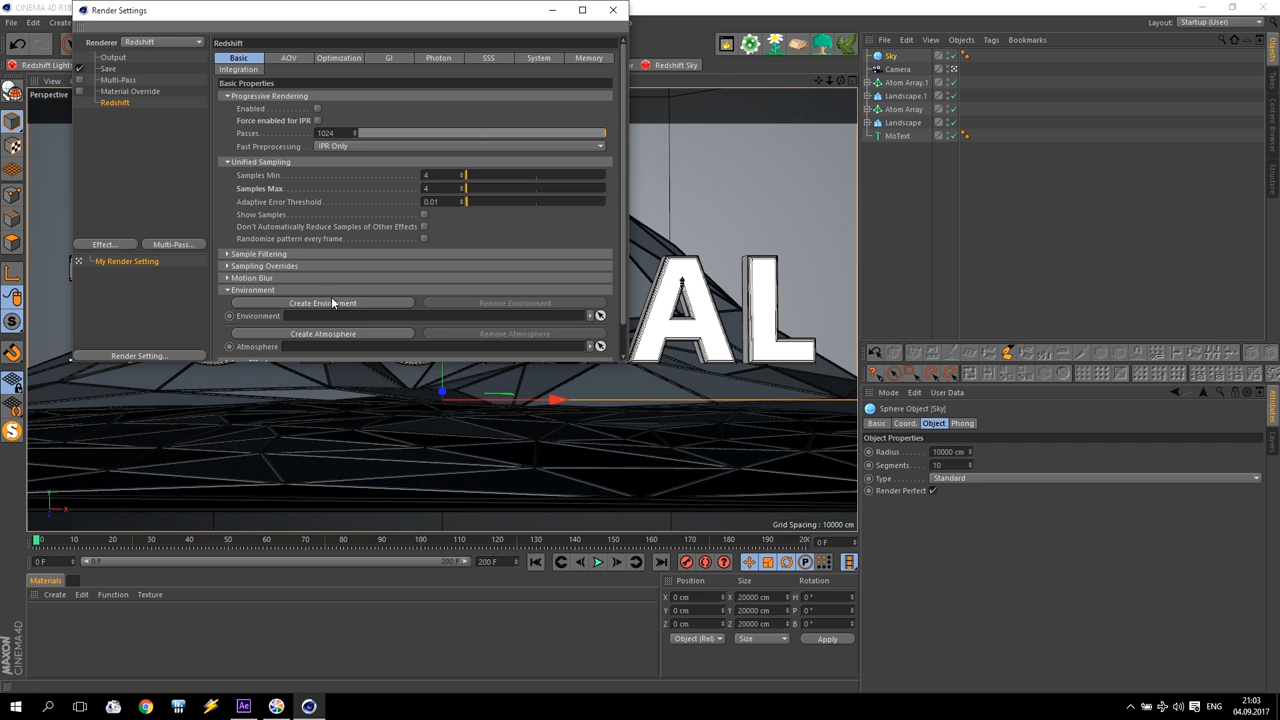 CINEMA 4D R18
Render Settings
File Edit Create
Layout: Startup (User)
Renderer Redshift
Output
Save
Multi-Pass
Material Override
Redshift
Effect... Multi-Pass...
My Render Setting
Render Setting...
Redshift
Basic AOV Optimization GI Photon SSS System Memory
Integration
Basic Properties
Progressive Rendering
Enabled
Force enabled for IPR
Passes 1024
Fast Preprocessing IPR Only
Unified Sampling
Samples Min 4
Samples Max 4
Adaptive Error Threshold 0.01
Show Samples
Don't Automatically Reduce Samples of Other Effects
Randomize pattern every frame
Sample Filtering
Sampling Overrides
Motion Blur
Environment
Create Environment Remove Environment
Environment
Create Atmosphere Remove Atmosphere
Atmosphere
Redshift Light
Redshift Sky
View
Perspective
AL
Grid Spacing : 10000 cm
File Edit View Objects Tags Bookmarks
Sky
Camera
Atom Array.1
Landscape.1
Atom Array
Landscape
MoText
Objects
Takes
Content Browser
Structure
Mode Edit User Data
Sphere Object [Sky]
Basic Coord. Object Phong
Object Properties
Radius 10000 cm
Segments 10
Type Standard
Render Perfect
Attributes
Layers
0 10 20 30 40 50 60 70 80 90 100 110 120 130 140 150 160 170 180 190 0 F
0 F 0 F 200 F 200 F
Materials
Create Edit Function Texture
Position Size Rotation
X 0 cm X 20000 cm H 0 °
Y 0 cm Y 20000 cm P 0 °
Z 0 cm Z 20000 cm B 0 °
Object (Rel) Size Apply
MAXON
CINEMA 4D
ENG
21:03
04.09.2017